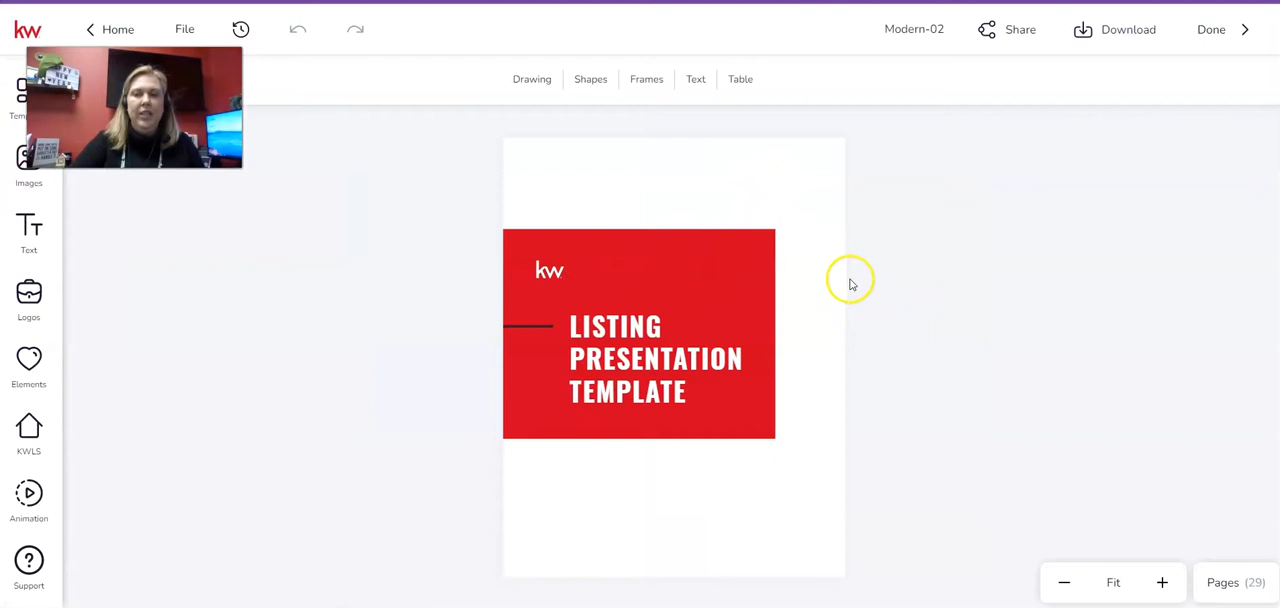 kw
Home
File
Modern-02
Share
Download
Done
Drawing
Shapes
Frames
Text
Table
Images
Text
Logos
Elements
KWLS
Animation
Support
kw
LISTING
PRESENTATION
TEMPLATE
Fit
Pages (29)